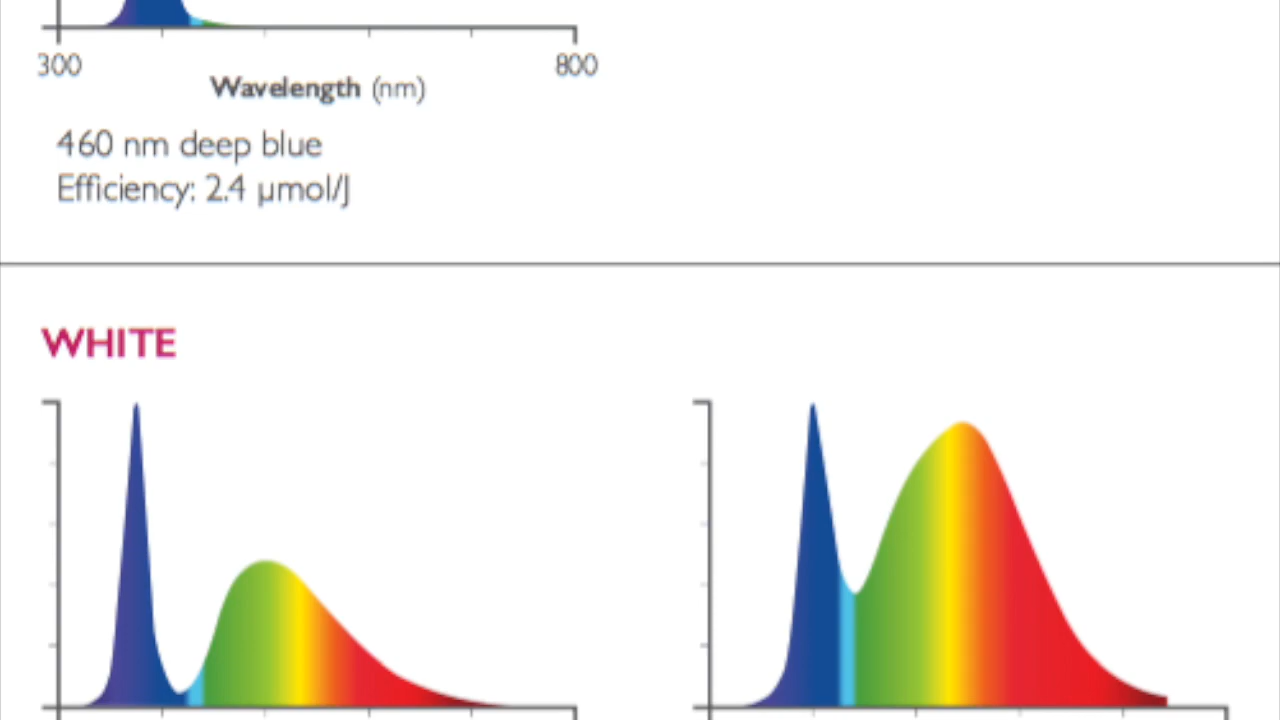 300
800
Wavelength (nm)
460 nm deep blue
Efficiency: 2.4 µmol/J
WHITE